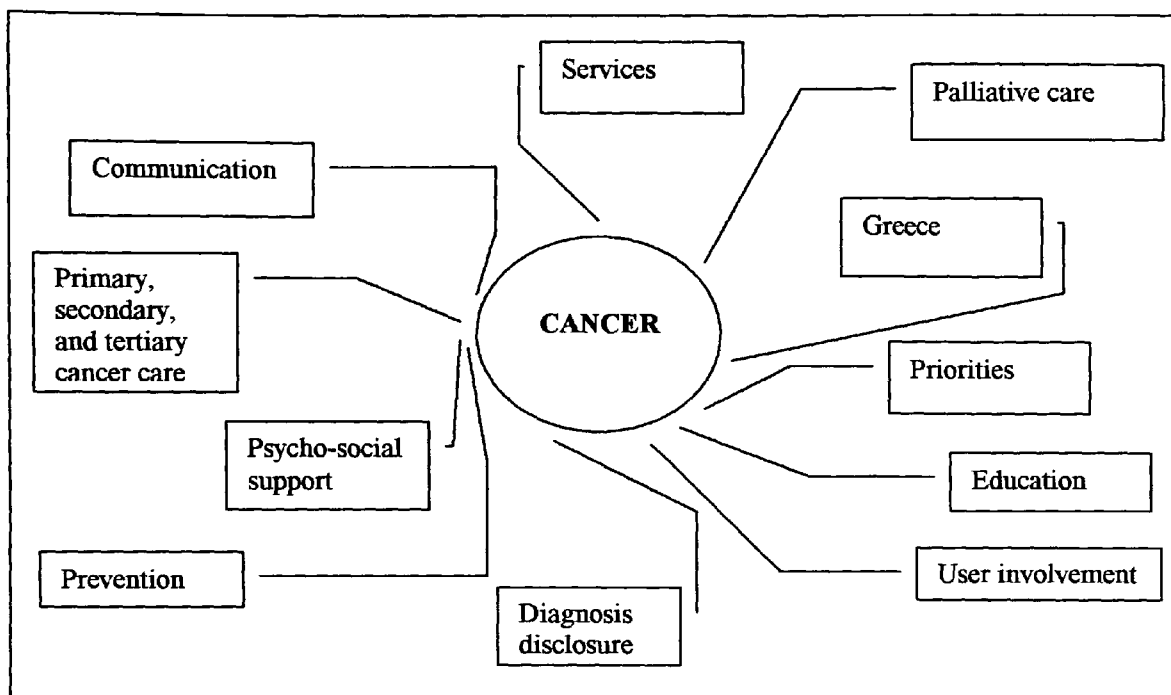 Services
Palliative care
Communication
Greece
Primary,
secondary,
and tertiary
cancer care
CANCER
Priorities
Psycho-social
support
Education
Prevention
User involvement
Diagnosis
disclosure